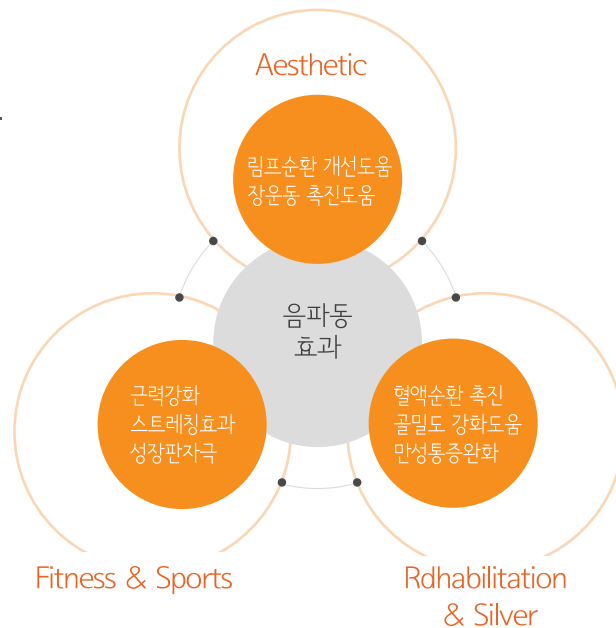 Aesthetic
림프순환 개선도움
장운동 촉진도움
음파동
효과
근력강화
스트레칭효과
성장판자극
혈액순환 촉진
골밀도 강화도움
만성통증완화
Fitness & Sports
Rdhabilitation
& Silver